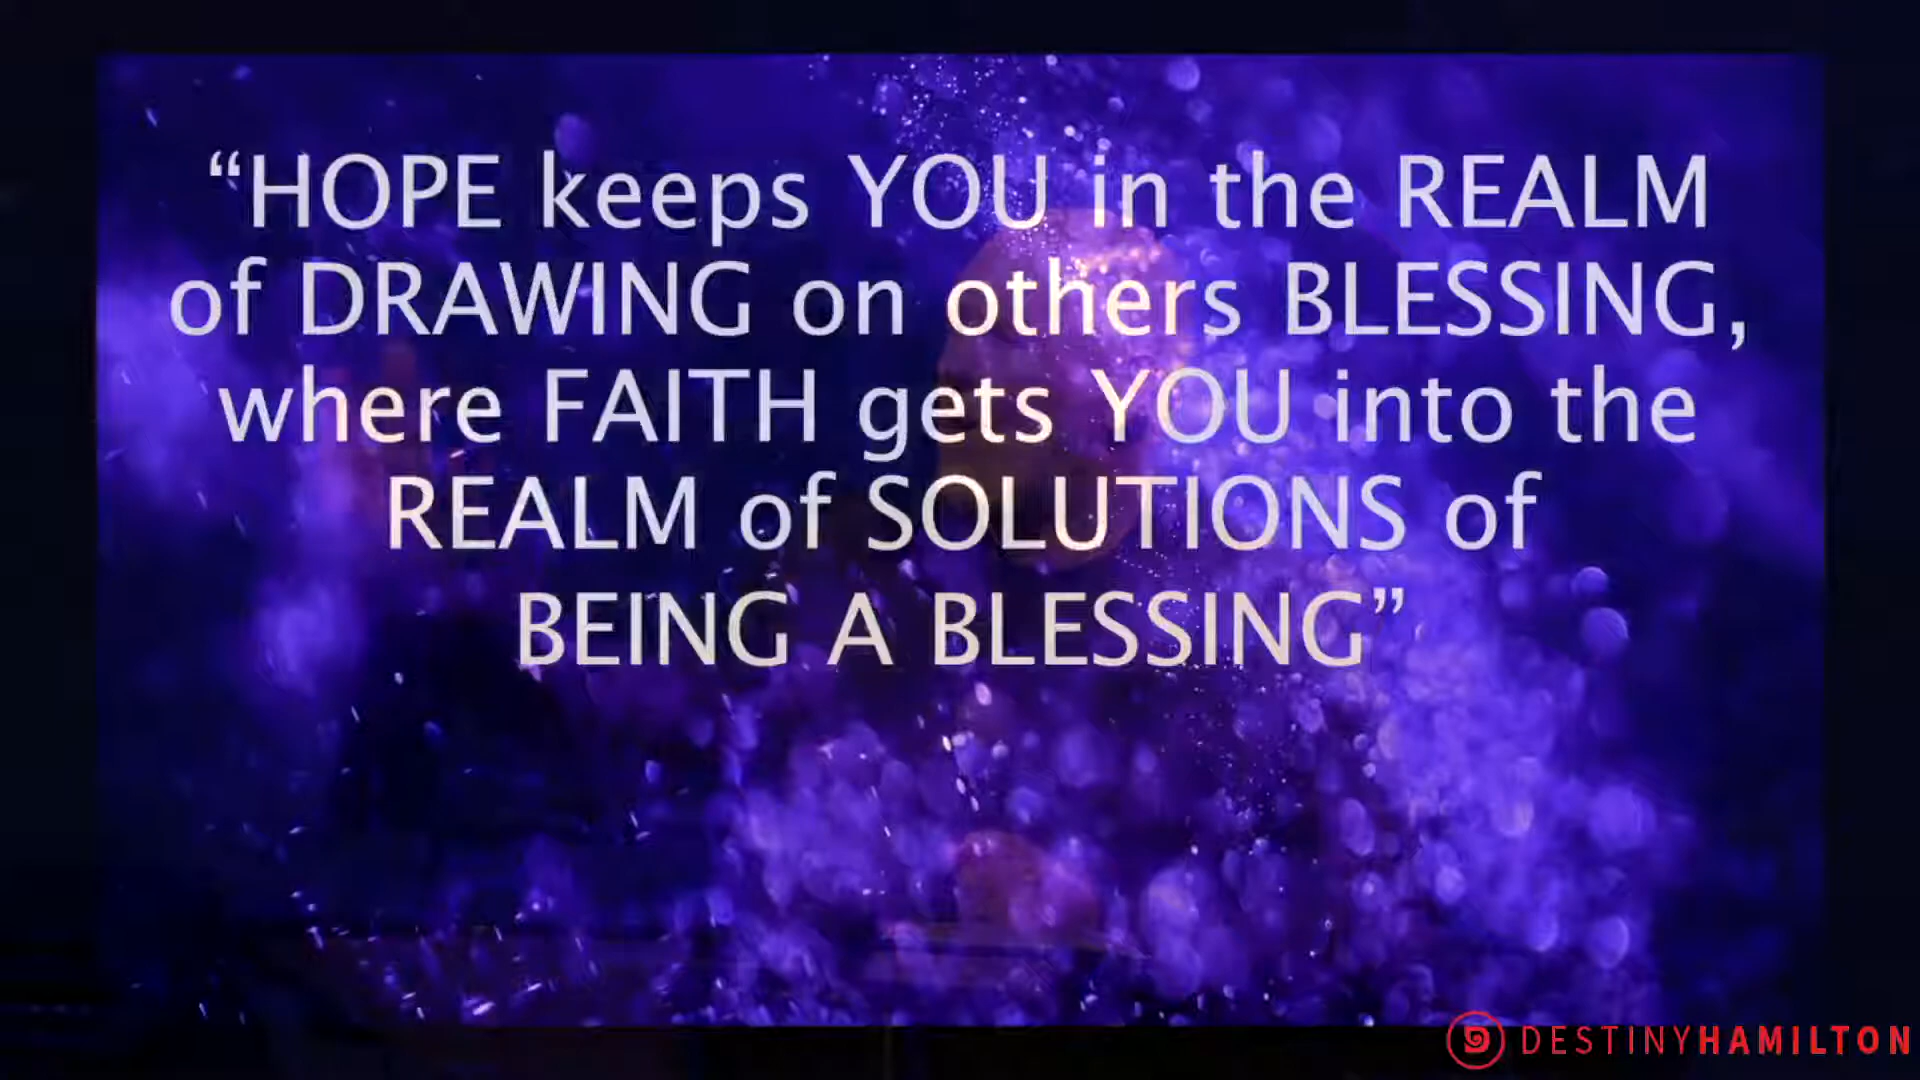 “HOPE keeps YOU in the REALM
of DRAWING on others BLESSING,
where FAITH gets YOU into the
REALM of SOLUTIONS of
BEING A BLESSING”
DESTINYHAMILTON